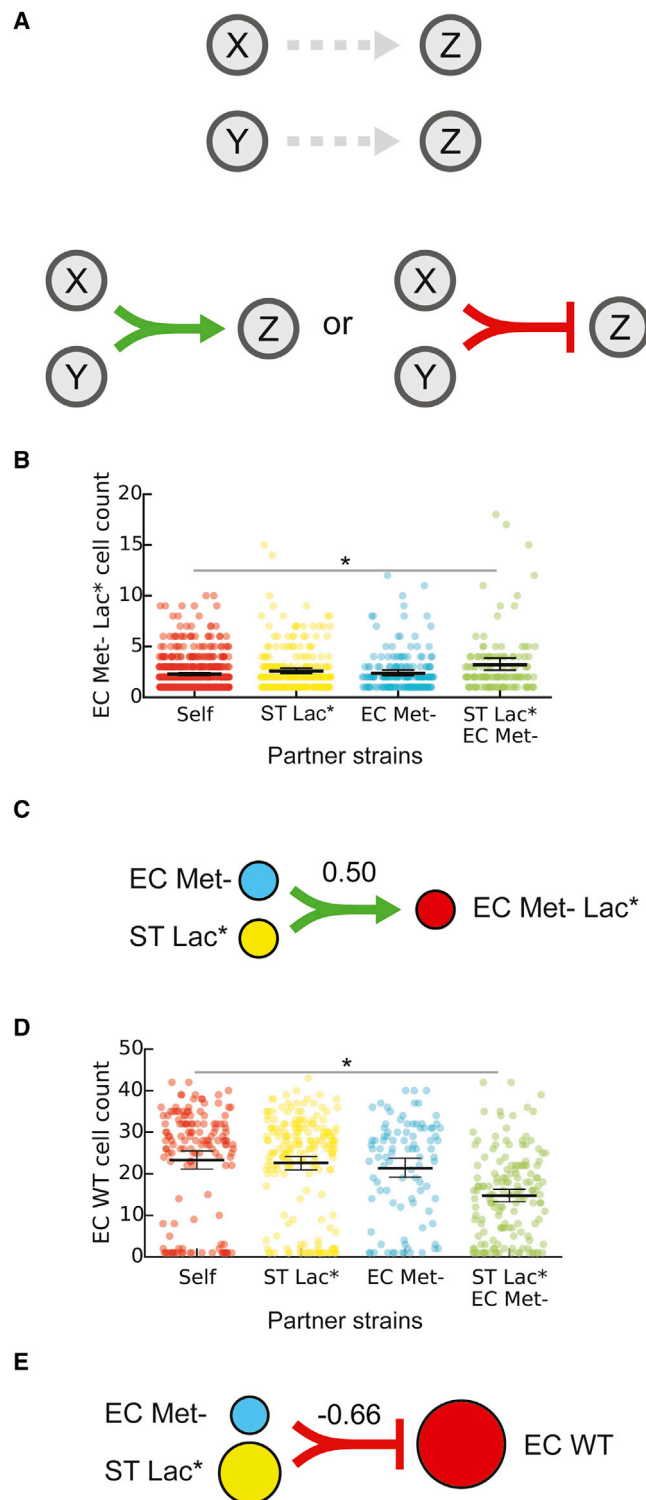 A
X Z
Y Z
X X
Z or Z
Y Y
B
EC Met- Lac* cell count
20
15
10
5
0
*
Self ST Lac* EC Met- ST Lac*
EC Met-
Partner strains
C
EC Met- 0.50
EC Met- Lac*
ST Lac*
D
EC WT cell count
50
40
30
20
10
0
*
Self ST Lac* EC Met- ST Lac*
EC Met-
Partner strains
E
EC Met- -0.66
EC WT
ST Lac*